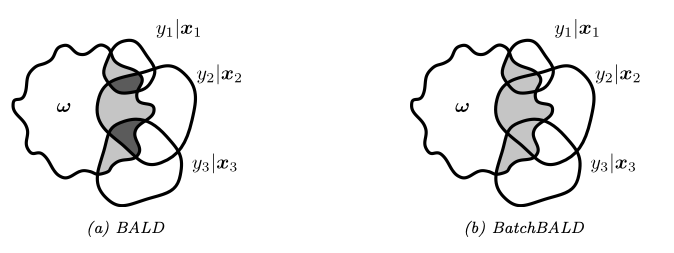 y₁|x₁
y₂|x₂
ω
y₃|x₃
(a) BALD
y₁|x₁
y₂|x₂
ω
y₃|x₃
(b) BatchBALD